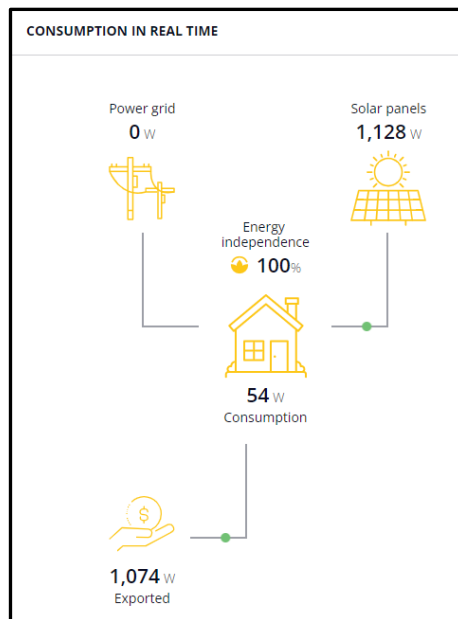 CONSUMPTION IN REAL TIME
Power grid
0 W
Solar panels
1,128 W
Energy
independence
100%
54 W
Consumption
$
1,074 W
Exported